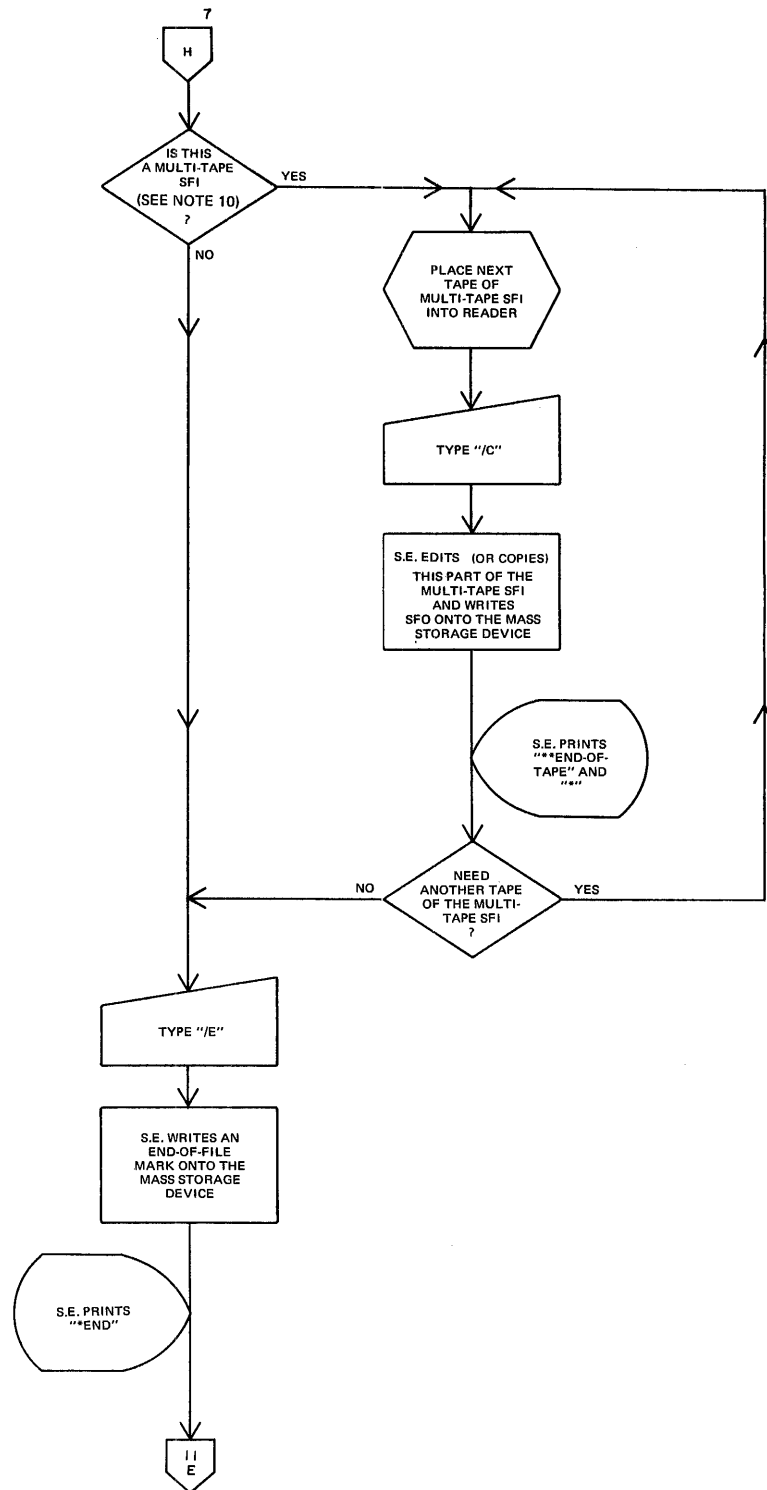 7
H
IS THIS
A MULTI-TAPE
SFI
(SEE NOTE 10)
?
YES
NO
PLACE NEXT
TAPE OF
MULTI-TAPE SFI
INTO READER
TYPE "/C"
S.E. EDITS (OR COPIES)
THIS PART OF THE
MULTI-TAPE SFI
AND WRITES
SFO ONTO THE MASS
STORAGE DEVICE
S.E. PRINTS
"**END-OF-
TAPE" AND
"*"
NEED
ANOTHER TAPE
OF THE MULTI-
TAPE SFI
?
NO
YES
TYPE "/E"
S.E. WRITES AN
END-OF-FILE
MARK ONTO THE
MASS STORAGE
DEVICE
S.E. PRINTS
"*END"
11
E